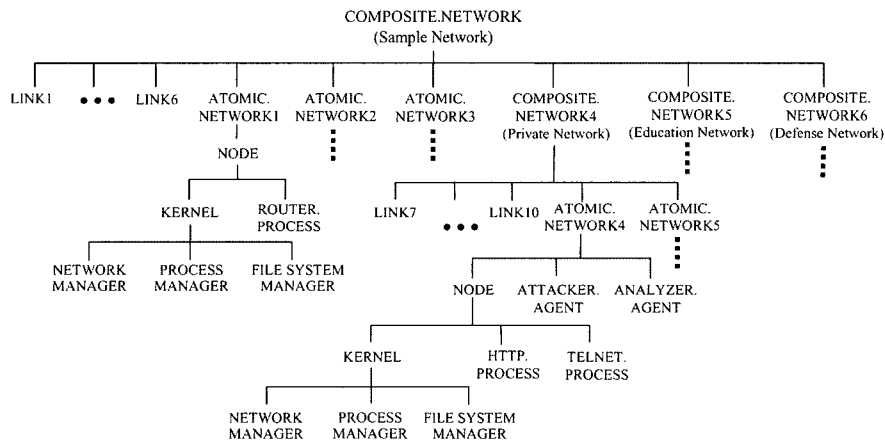 COMPOSITE.NETWORK
(Sample Network)
LINK1
LINK6
ATOMIC.
NETWORK1
ATOMIC.
NETWORK2
ATOMIC.
NETWORK3
COMPOSITE.
NETWORK4
(Private Network)
COMPOSITE.
NETWORK5
(Education Network)
COMPOSITE.
NETWORK6
(Defense Network)
NODE
KERNEL
ROUTER.
PROCESS
NETWORK
MANAGER
PROCESS
MANAGER
FILE SYSTEM
MANAGER
LINK7
LINK10
ATOMIC.
NETWORK4
ATOMIC.
NETWORK5
NODE
ATTACKER.
AGENT
ANALYZER.
AGENT
KERNEL
HTTP.
PROCESS
TELNET.
PROCESS
NETWORK
MANAGER
PROCESS
MANAGER
FILE SYSTEM
MANAGER